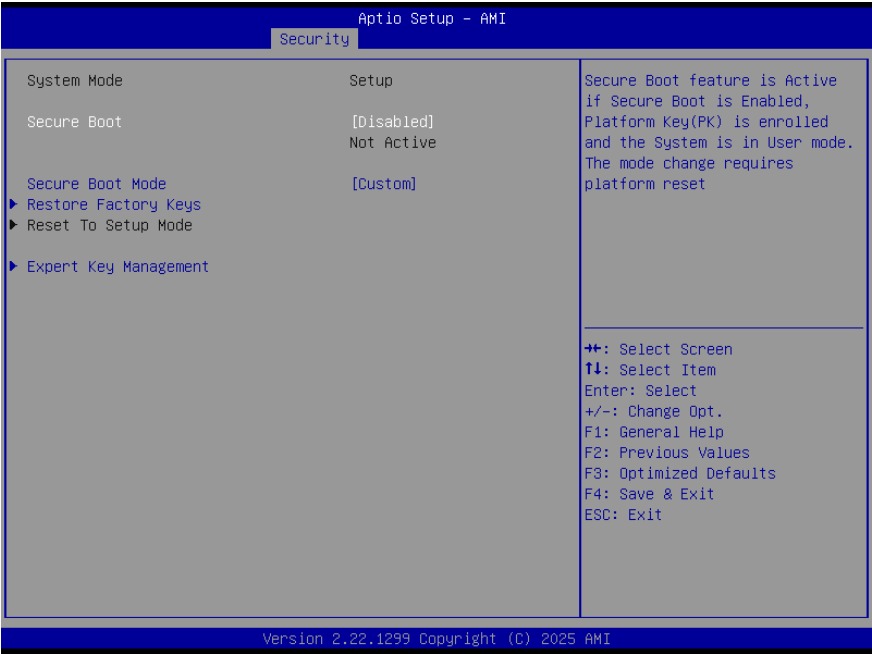 Aptio Setup – AMI
Security
System Mode Setup
Secure Boot [Disabled]
Not Active
Secure Boot Mode [Custom]
Restore Factory Keys
Reset To Setup Mode
Expert Key Management
Secure Boot feature is Active
if Secure Boot is Enabled,
Platform Key(PK) is enrolled
and the System is in User mode.
The mode change requires
platform reset
→←: Select Screen
↑↓: Select Item
Enter: Select
+/-: Change Opt.
F1: General Help
F2: Previous Values
F3: Optimized Defaults
F4: Save & Exit
ESC: Exit
Version 2.22.1299 Copyright (C) 2025 AMI